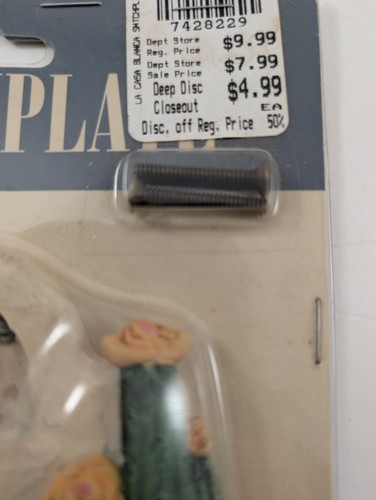 7428229
LA CASA BLANCA SWTCHPL
Dept Store
Reg. Price $9.99
Dept Store
Sale Price $7.99
Deep Disc $4.99
Closeout EA
Disc. off Reg. Price 50%
PLATE